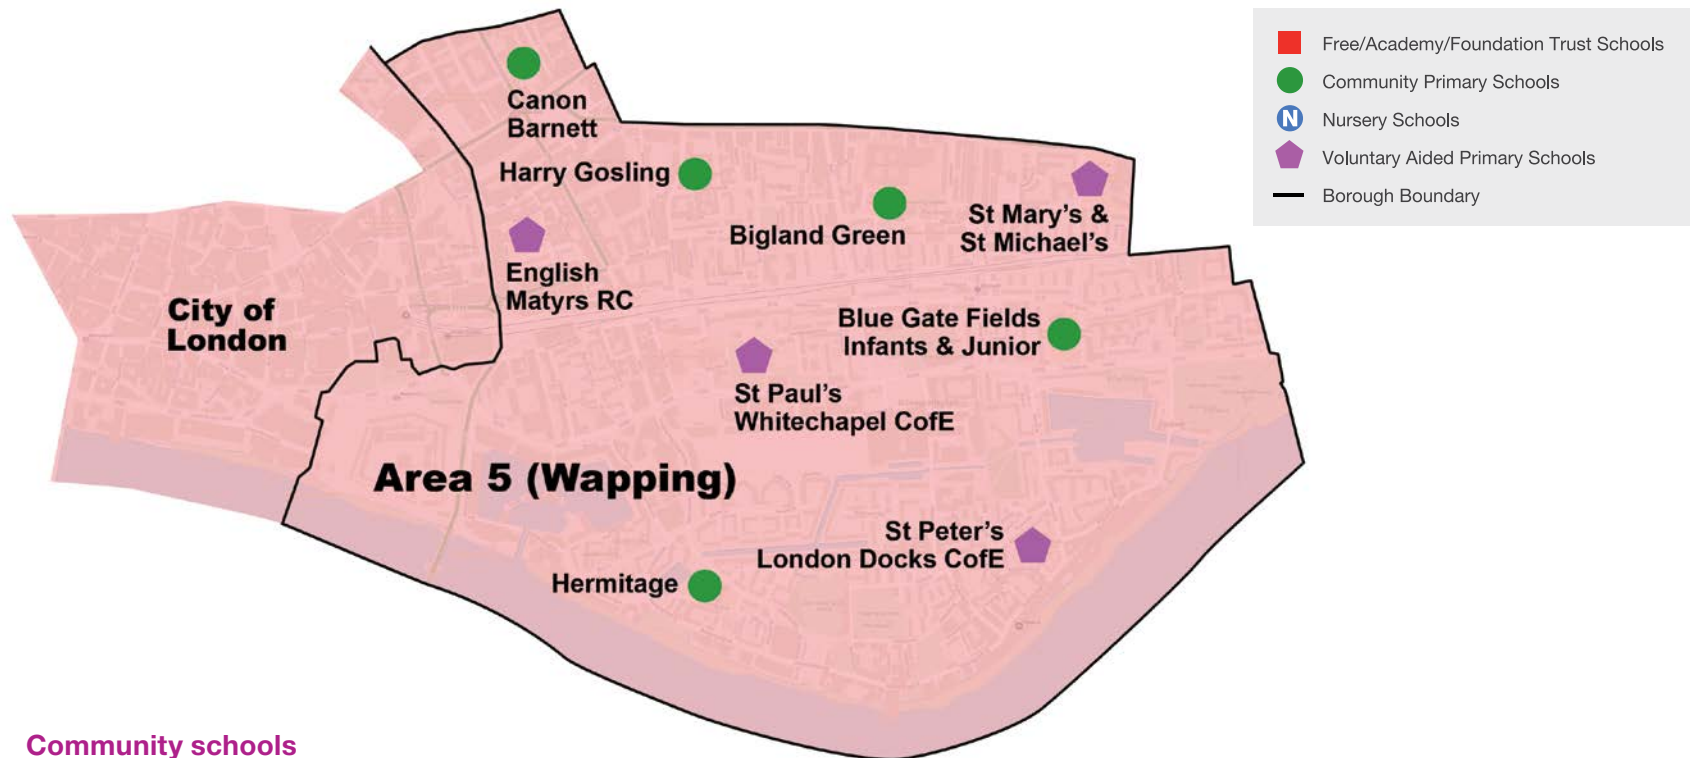 Canon
Barnett
Harry Gosling
Bigland Green
St Mary's &
St Michael's
English
Matyrs RC
City of
London
Blue Gate Fields
Infants & Junior
St Paul's
Whitechapel CofE
Area 5 (Wapping)
St Peter's
London Docks CofE
Hermitage
Free/Academy/Foundation Trust Schools
Community Primary Schools
N
Nursery Schools
Voluntary Aided Primary Schools
Borough Boundary
Community schools